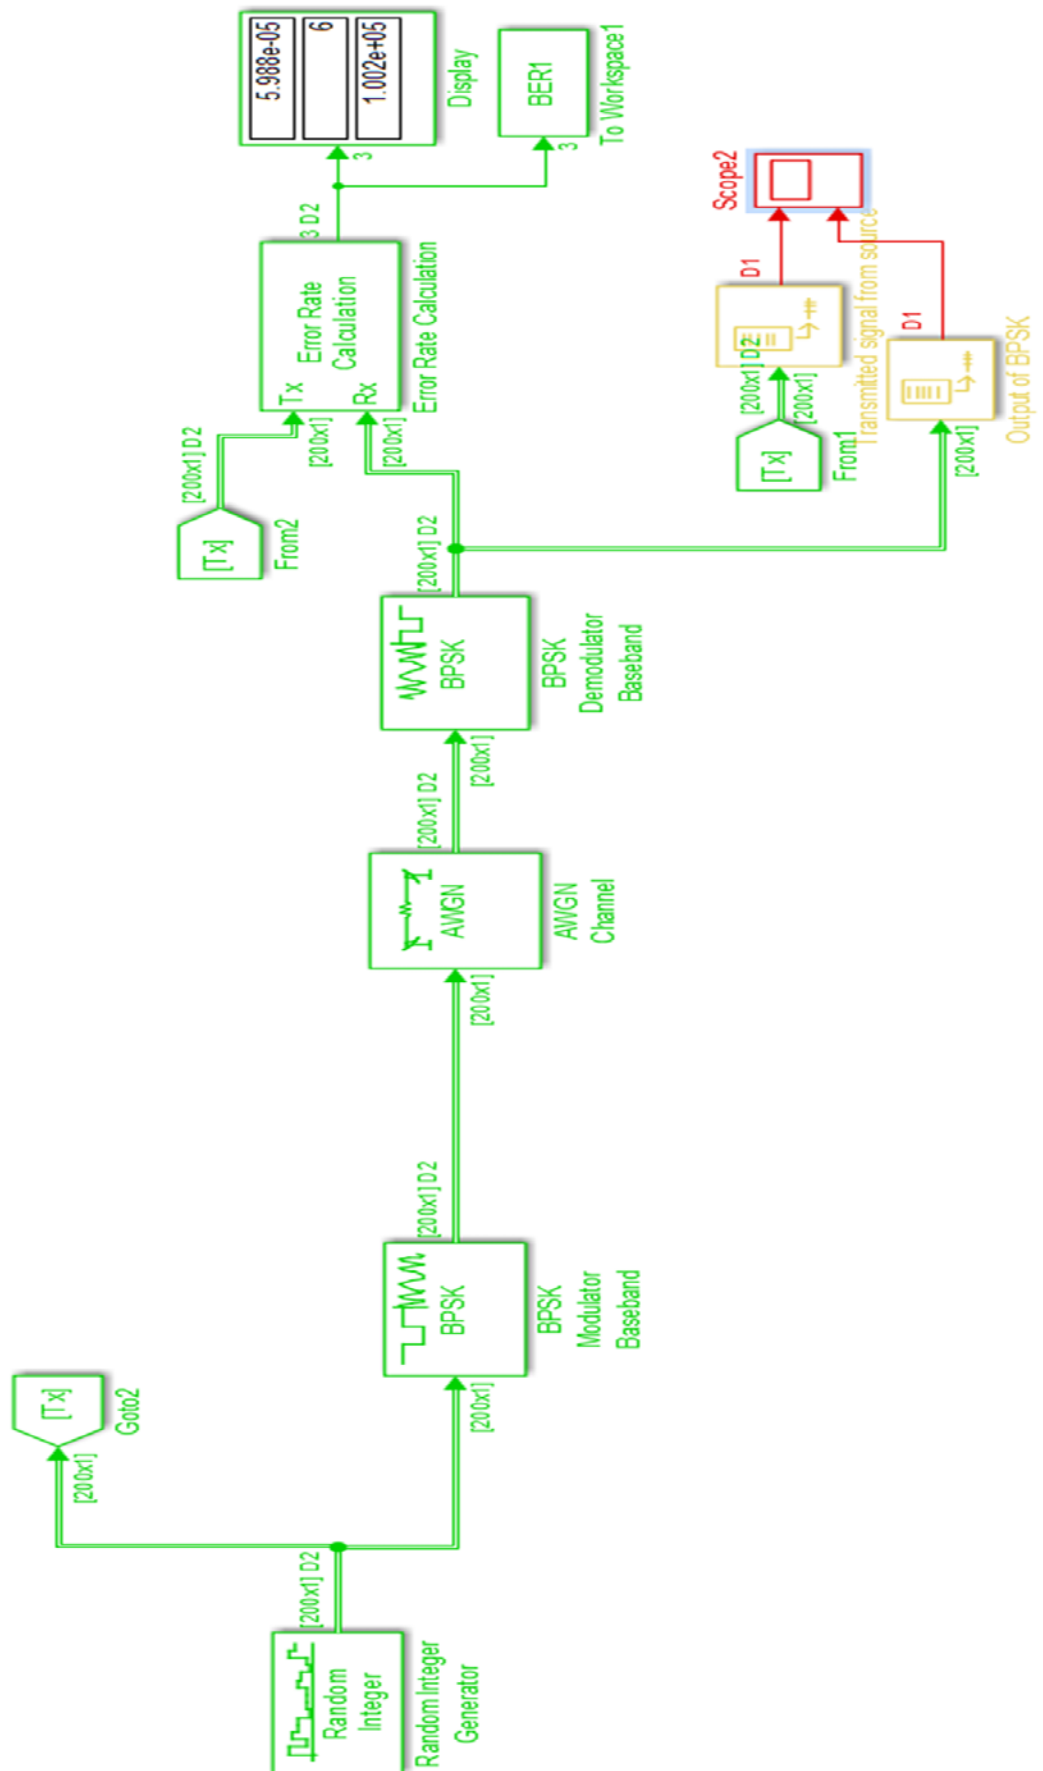 Random
Integer
Random Integer
Generator
[200x1] D2
[200x1]
[Tx]
Goto2
[200x1]
BPSK
BPSK
Modulator
Baseband
[200x1] D2
[200x1]
AWGN
AWGN
Channel
[200x1] D2
[200x1]
BPSK
BPSK
Demodulator
Baseband
[200x1] D2
[Tx]
From2
[200x1] D2
[200x1]
[200x1]
Tx
Rx
Error Rate
Calculation
Error Rate Calculation
3 D2
3
5.988e-05
6
1.002e+05
Display
3
BER1
To Workspace1
[Tx]
From1
[200x1] D2
[200x1]
Transmitted signal from source
D1
[200x1]
Output of BPSK
D1
Scope2